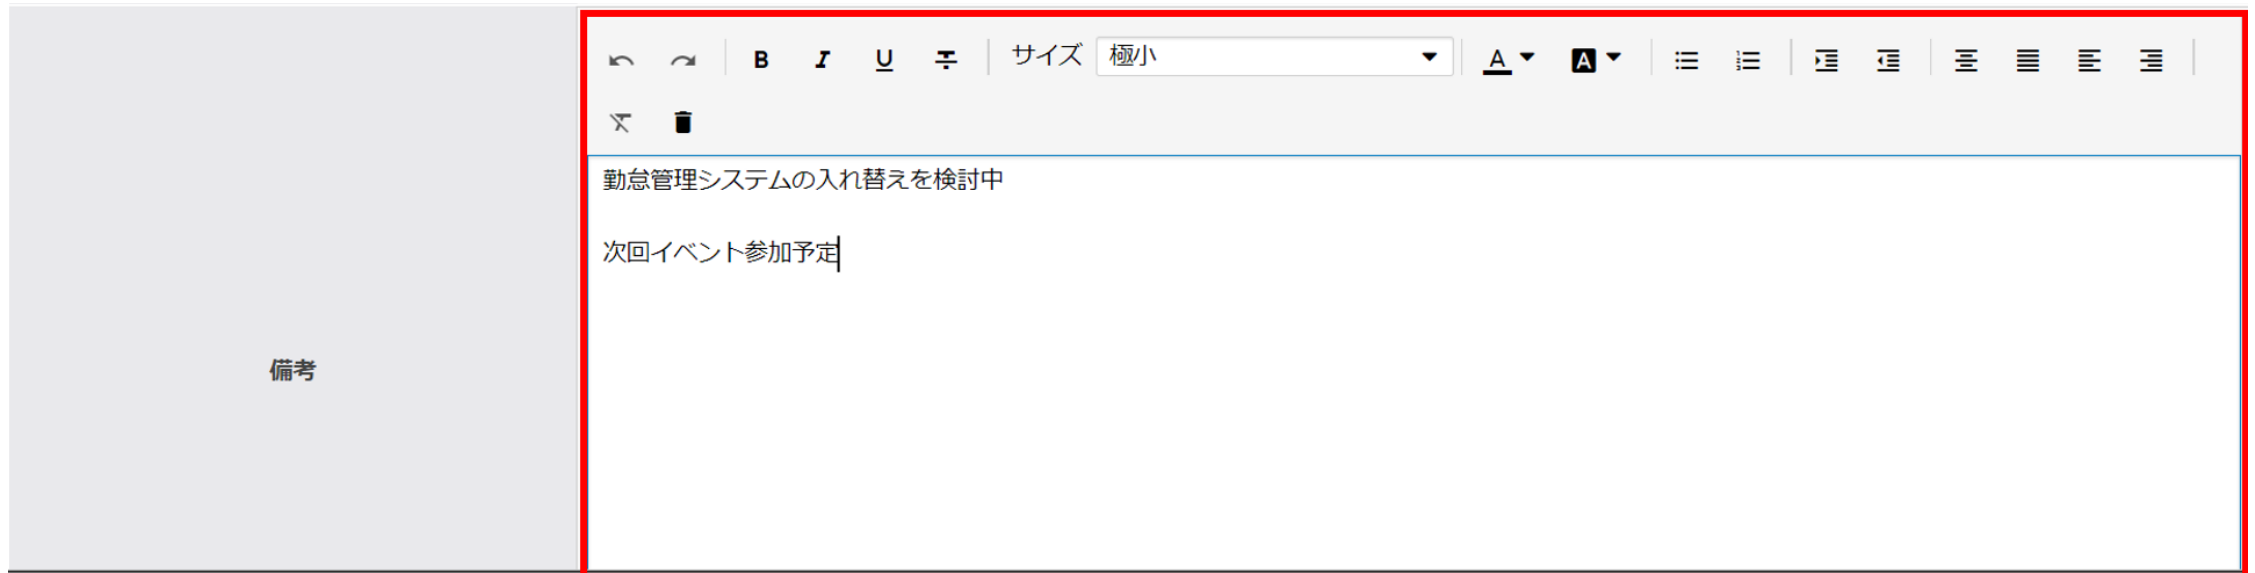 サイズ 極小
勤怠管理システムの入れ替えを検討中
次回イベント参加予定
備考